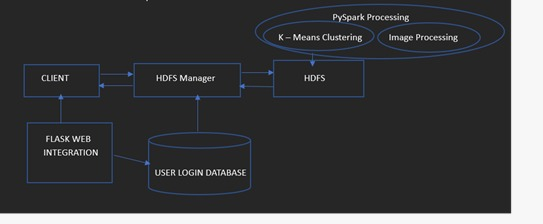 PySpark Processing
K – Means Clustering
Image Processing
CLIENT
HDFS Manager
HDFS
FLASK WEB
INTEGRATION
USER LOGIN DATABASE